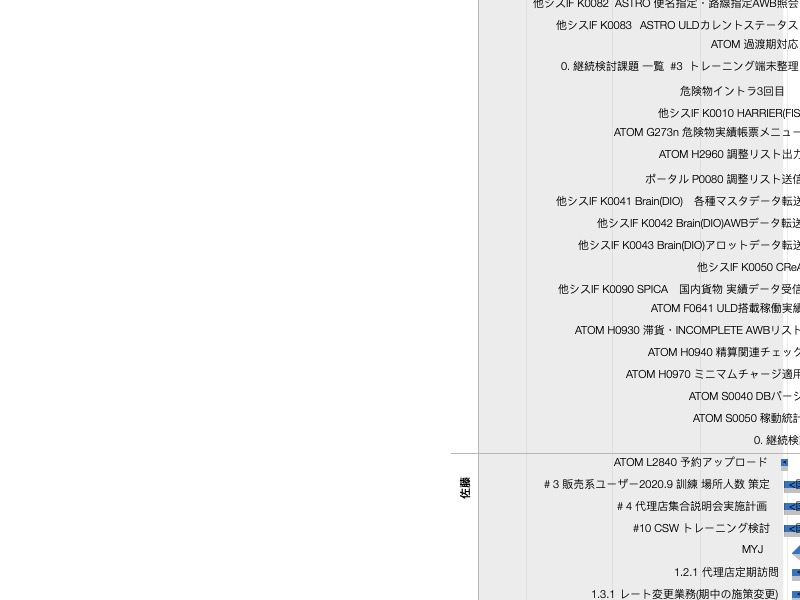 他シスIF K0082  ASTRO 便名指定・路線指定AWB照会
他シスIF K0083  ASTRO ULDカレントステータス
ATOM 過渡期対応
0. 継続検討課題 一覧  #3  トレーニング端末整理
危険物イントラ3回目
他シスIF K0010 HARRIER(FIS
ATOM G273n 危険物実績帳票メニュー
ATOM H2960 調整リスト出力
ポータル P0080 調整リスト送信
他シスIF K0041 Brain(DIO)　各種マスタデータ転送
他シスIF K0042 Brain(DIO)AWBデータ転送
他シスIF K0043 Brain(DIO)アロットデータ転送
他シスIF K0050 CReA
他シスIF K0090 SPICA　国内貨物 実績データ受信
ATOM F0641 ULD搭載稼働実績
ATOM H0930 滞貨・INCOMPLETE AWBリスト
ATOM H0940 精算関連チェック
ATOM H0970 ミニマムチャージ適用
ATOM S0040 DBパージ
ATOM S0050 稼動統計
0. 継続検
佐藤
ATOM L2840 予約アップロード
# 3 販売系ユーザー2020.9 訓練 場所人数 策定
# 4 代理店集合説明会実施計画
#10 CSW トレーニング検討
MYJ
1.2.1 代理店定期訪問
1.3.1 レート変更業務(期中の施策変更)